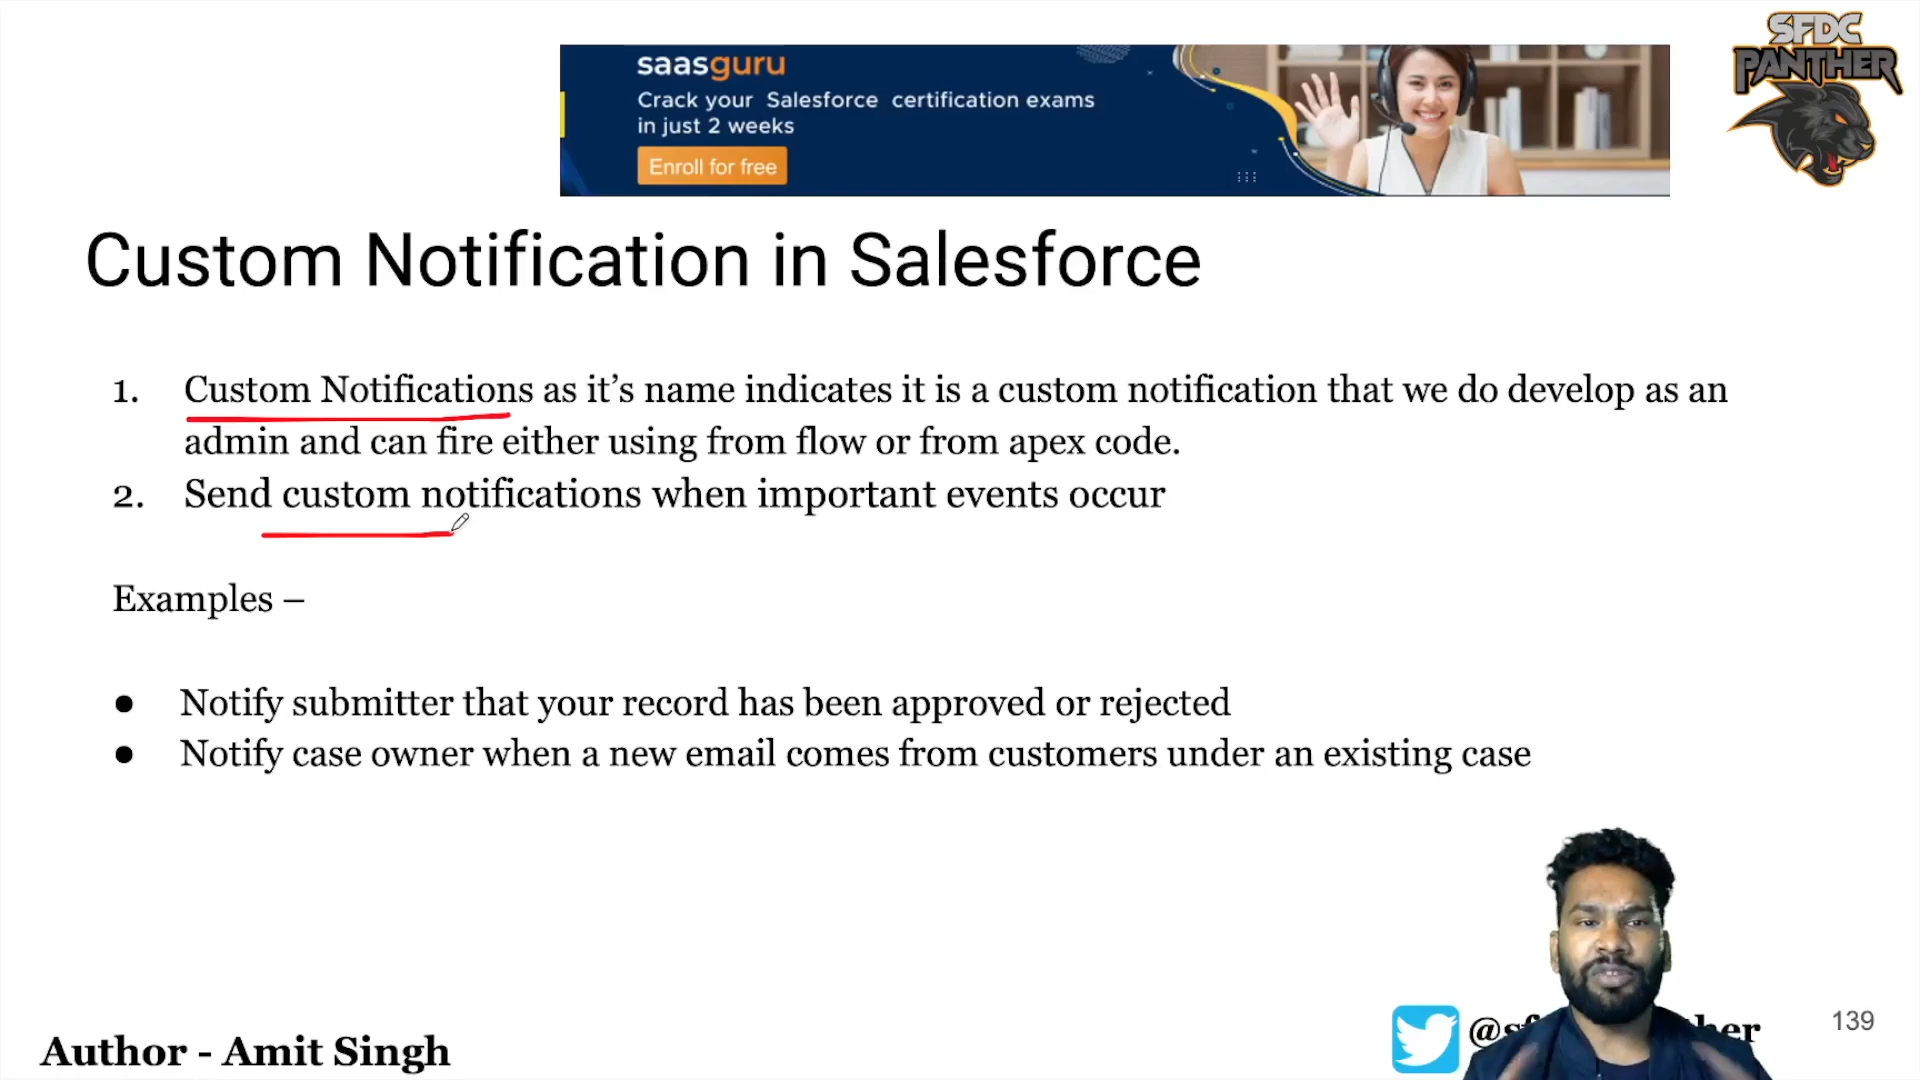 SFDC
PANTHER
saasguru
Crack your Salesforce certification exams
in just 2 weeks
Enroll for free
Custom Notification in Salesforce
1. Custom Notifications as it’s name indicates it is a custom notification that we do develop as an
admin and can fire either using from flow or from apex code.
2. Send custom notifications when important events occur
Examples –
● Notify submitter that your record has been approved or rejected
● Notify case owner when a new email comes from customers under an existing case
139
Author - Amit Singh